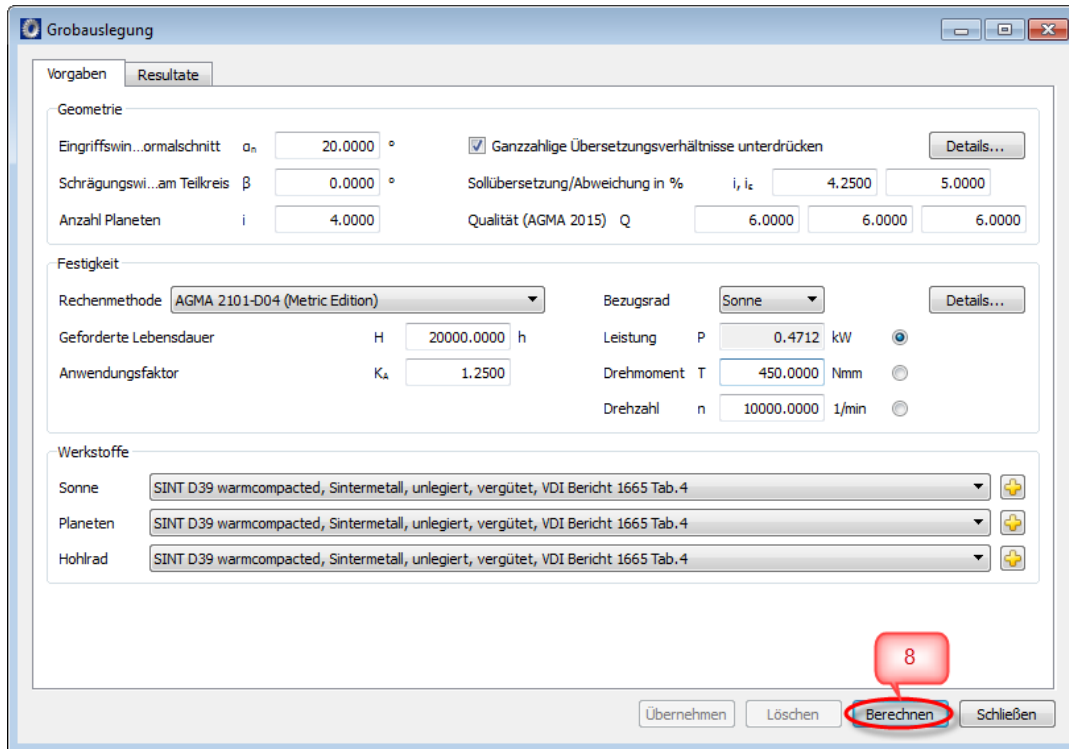 Grobauslegung
Vorgaben Resultate
Geometrie
Eingriffswin...ormalschnitt αn 20.0000 ° Ganzzahlige Übersetzungsverhältnisse unterdrücken Details...
Schrägungswi...am Teilkreis β 0.0000 ° Sollübersetzung/Abweichung in % i, iε 4.2500 5.0000
Anzahl Planeten i 4.0000 Qualität (AGMA 2015) Q 6.0000 6.0000 6.0000
Festigkeit
Rechenmethode AGMA 2101-D04 (Metric Edition) Bezugsrad Sonne Details...
Geforderte Lebensdauer H 20000.0000 h Leistung P 0.4712 kW
Anwendungsfaktor KA 1.2500 Drehmoment T 450.0000 Nmm
Drehzahl n 10000.0000 1/min
Werkstoffe
Sonne SINT D39 warmcompacted, Sintermetall, unlegiert, vergütet, VDI Bericht 1665 Tab.4
Planeten SINT D39 warmcompacted, Sintermetall, unlegiert, vergütet, VDI Bericht 1665 Tab.4
Hohlrad SINT D39 warmcompacted, Sintermetall, unlegiert, vergütet, VDI Bericht 1665 Tab.4
8
Übernehmen Löschen Berechnen Schließen